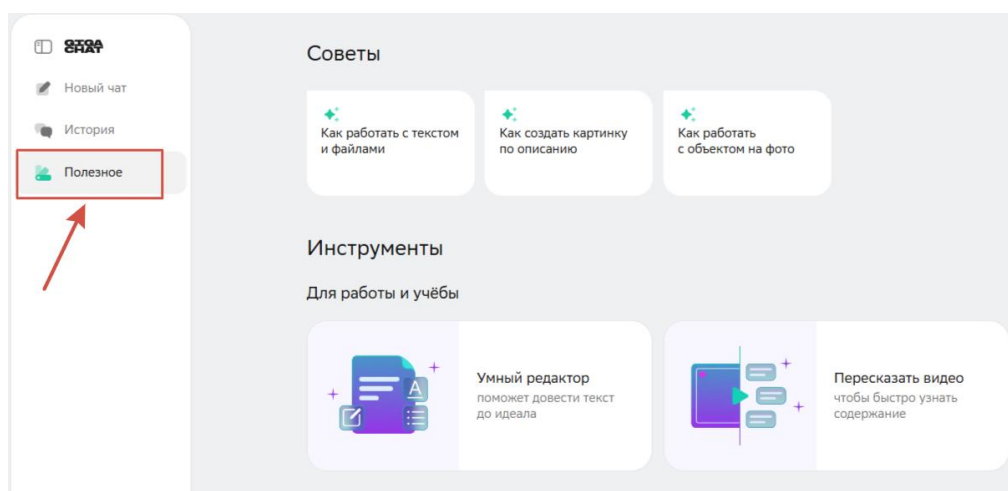 Новый чат
История
Полезное
Советы
Как работать с текстом
и файлами
Как создать картинку
по описанию
Как работать
с объектом на фото
Инструменты
Для работы и учёбы
Умный редактор
поможет довести текст
до идеала
Пересказать видео
чтобы быстро узнать
содержание